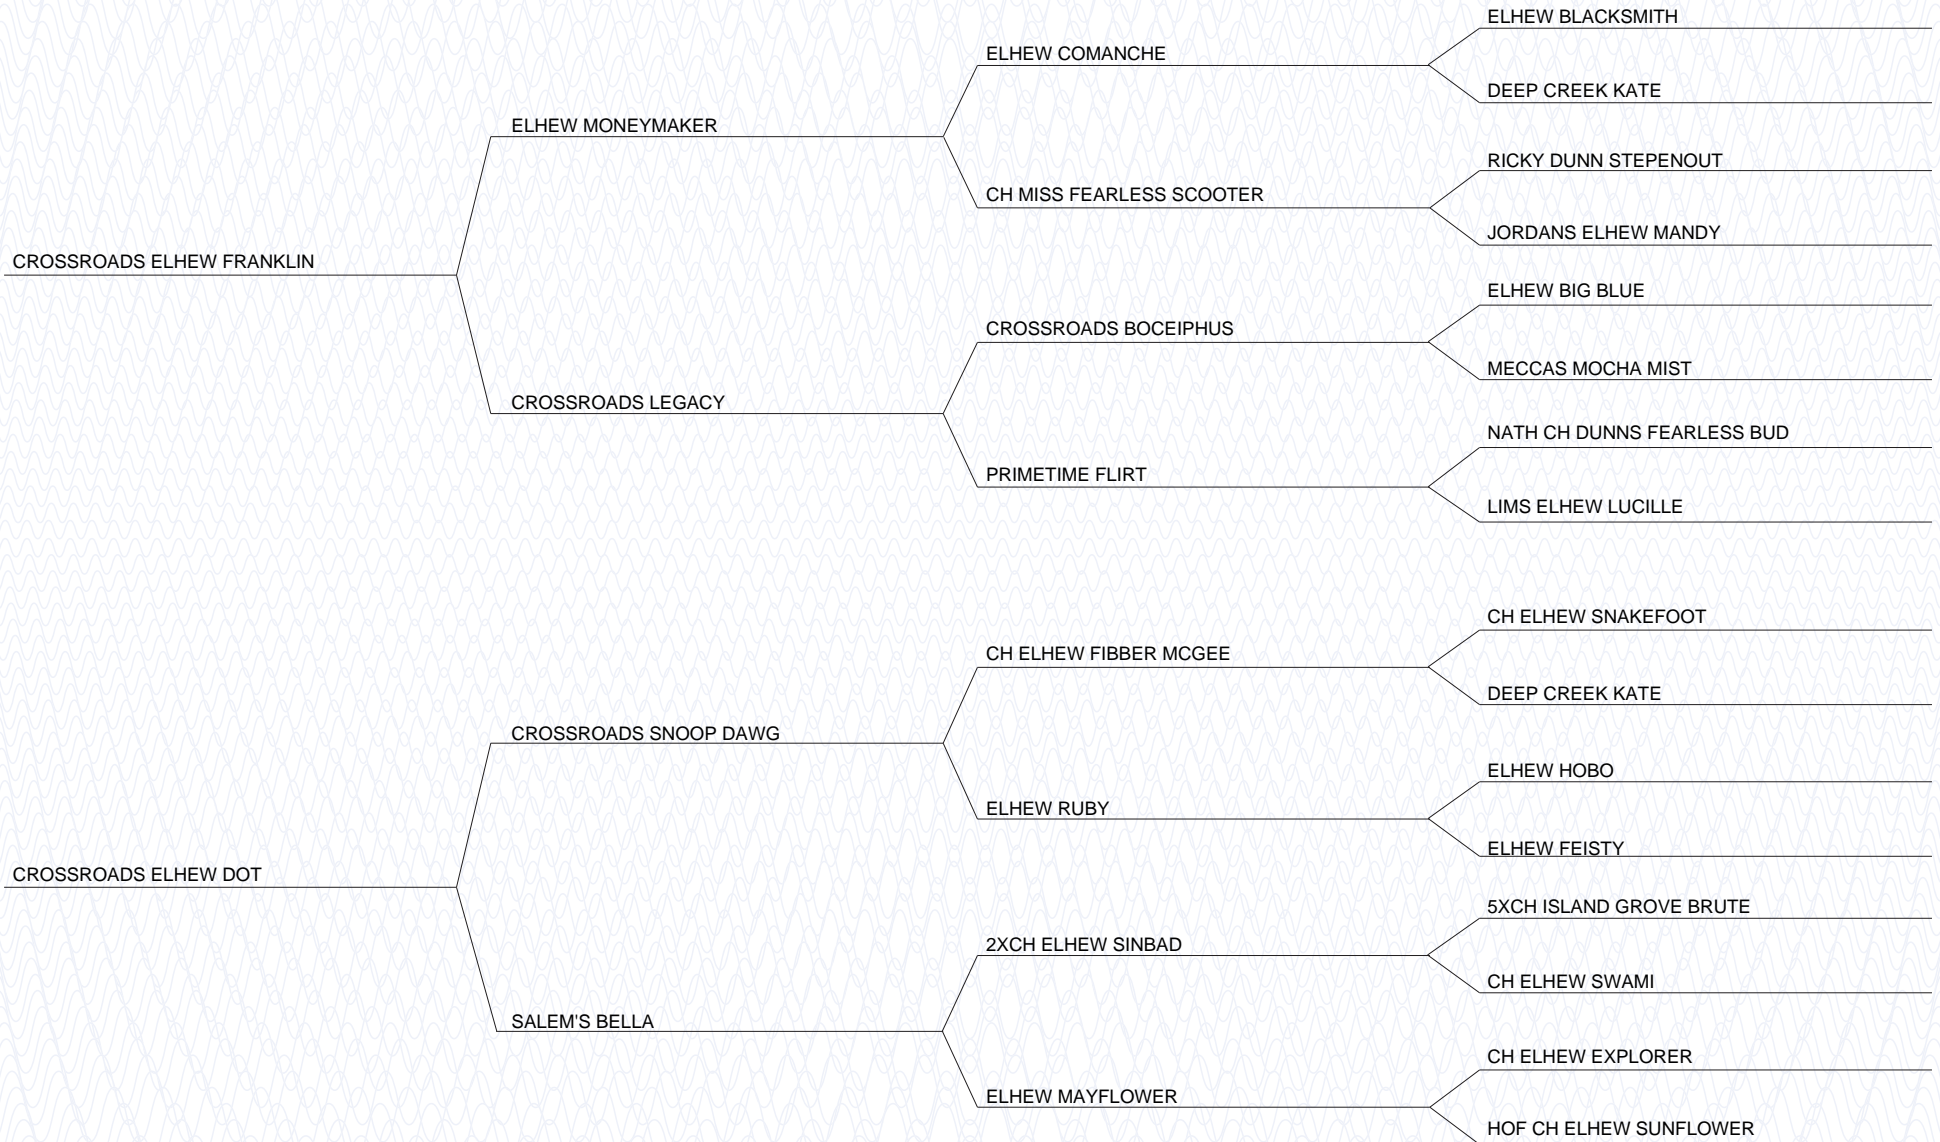 ELHEW BLACKSMITH
ELHEW COMANCHE
DEEP CREEK KATE
ELHEW MONEYMAKER
RICKY DUNN STEPENOUT
CH MISS FEARLESS SCOOTER
JORDANS ELHEW MANDY
CROSSROADS ELHEW FRANKLIN
ELHEW BIG BLUE
CROSSROADS BOCEIPHUS
MECCAS MOCHA MIST
CROSSROADS LEGACY
NATH CH DUNNS FEARLESS BUD
PRIMETIME FLIRT
LIMS ELHEW LUCILLE
CH ELHEW SNAKEFOOT
CH ELHEW FIBBER MCGEE
DEEP CREEK KATE
CROSSROADS SNOOP DAWG
ELHEW HOBO
ELHEW RUBY
ELHEW FEISTY
CROSSROADS ELHEW DOT
5XCH ISLAND GROVE BRUTE
2XCH ELHEW SINBAD
CH ELHEW SWAMI
SALEM'S BELLA
CH ELHEW EXPLORER
ELHEW MAYFLOWER
HOF CH ELHEW SUNFLOWER